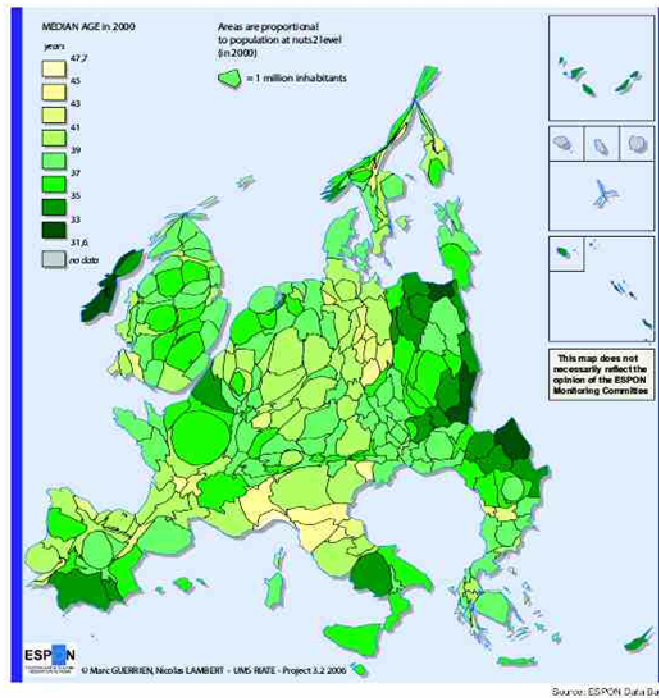 MEDIAN AGE in 2000
years
47,7
45
43
41
39
37
35
33
31,6
no data
Areas are proportional
to population at nuts2 level
(in 2000)
= 1 million inhabitants
This map does not
necessarily reflect the
opinion of the ESPON
Monitoring Committee
ESPON
© Marc GUERRIEN, Nicolas LAMBERT – UMS RIATE - Project 3.2 2006
Source: ESPON Data Ba